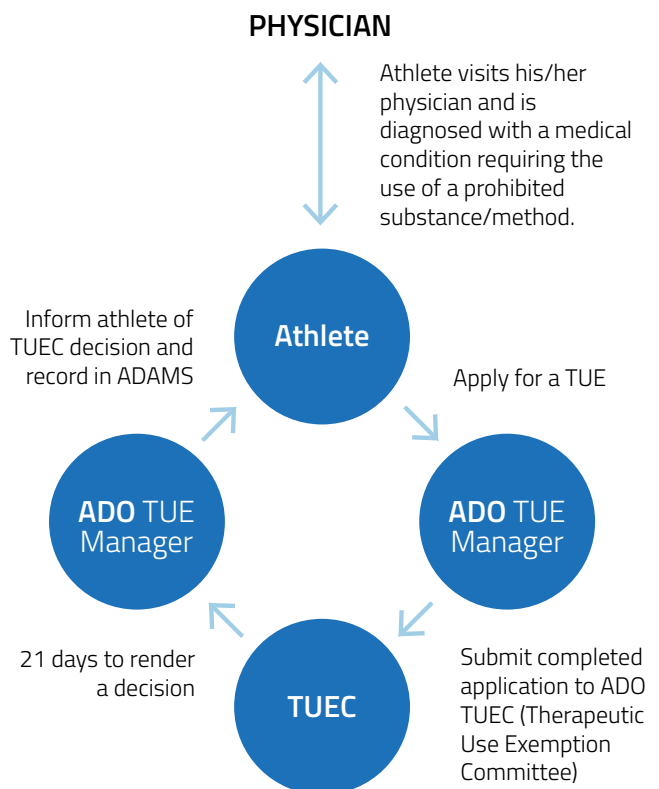 PHYSICIAN
Athlete visits his/her
physician and is
diagnosed with a medical
condition requiring the
use of a prohibited
substance/method.
Athlete
Inform athlete of
TUEC decision and
record in ADAMS
Apply for a TUE
ADO TUE
Manager
ADO TUE
Manager
21 days to render
a decision
TUEC
Submit completed
application to ADO
TUEC (Therapeutic
Use Exemption
Committee)